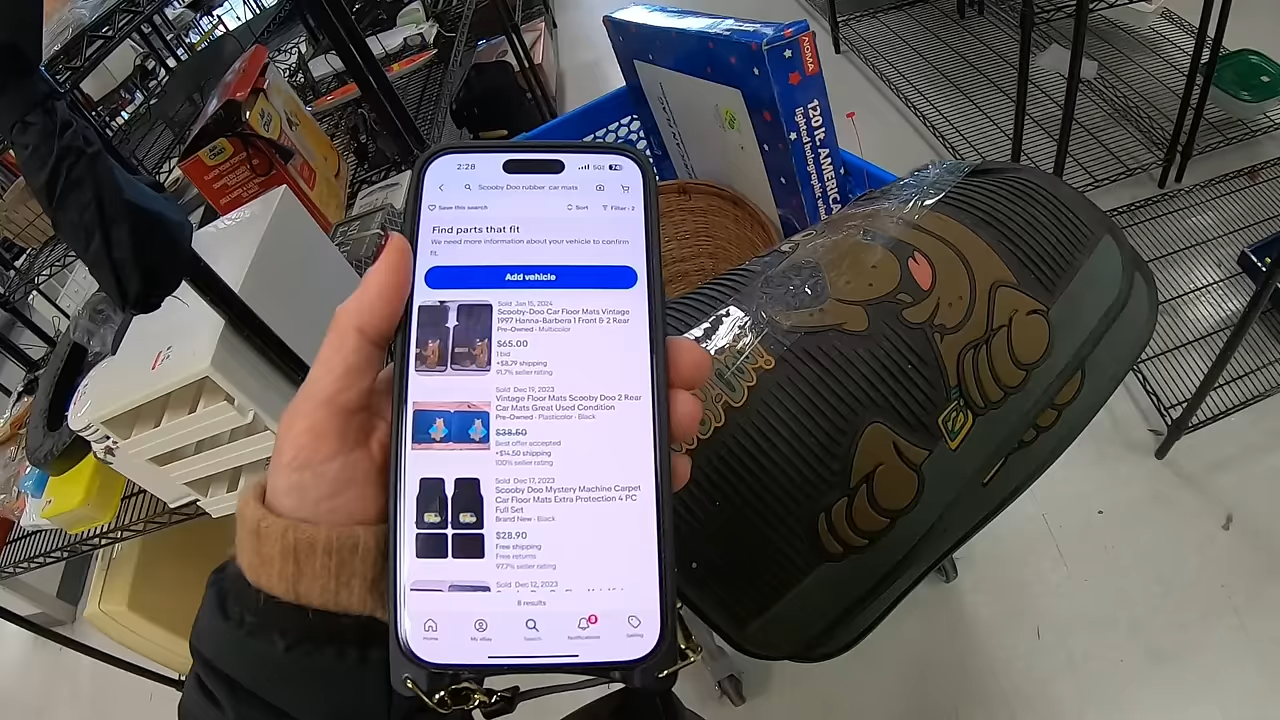 2:28
Scooby Doo rubber car mats
Save this search
Sort
Filter · 2
Find parts that fit
We need more information about your vehicle to confirm
fit.
Add vehicle
Sold Jan 15, 2024
Scooby-Doo Car Floor Mats Vintage
1997 Hanna-Barbera 1 Front & 2 Rear
Pre-Owned · Multicolor
$65.00
1 bid
+$8.79 shipping
91.7% seller rating
Sold Dec 19, 2023
Vintage Floor Mats Scooby Doo 2 Rear
Car Mats Great Used Condition
Pre-Owned · Plasticolor · Black
$38.50
Best offer accepted
+$14.50 shipping
100% seller rating
Sold Dec 17, 2023
Scooby Doo Mystery Machine Carpet
Car Floor Mats Extra Protection 4 PC
Full Set
Brand New · Black
$28.90
Free shipping
Free returns
97.7% seller rating
Sold Dec 12, 2023
8 results
Home
My eBay
Search
Notifications
Selling
NOMA
120 ft. AMERICA
lighted holographic wind